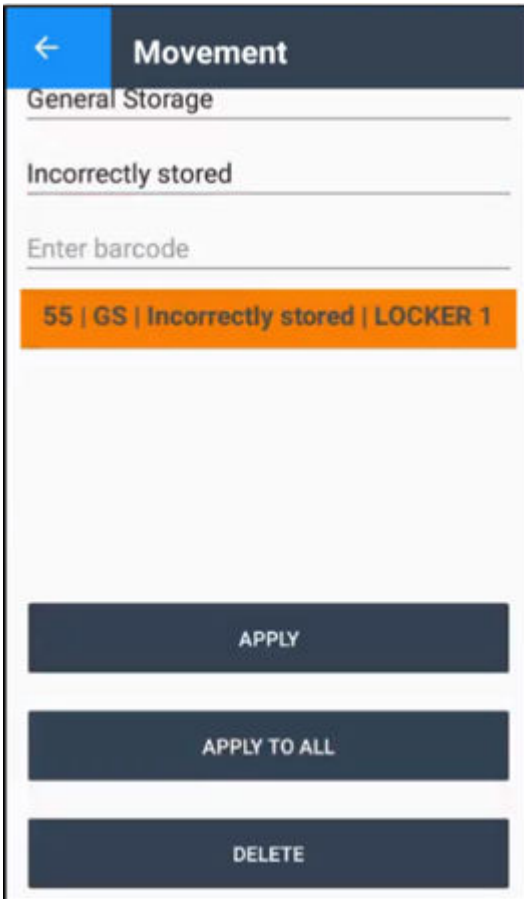 Movement
General Storage
Incorrectly stored
Enter barcode
55 | GS | Incorrectly stored | LOCKER 1
APPLY
APPLY TO ALL
DELETE